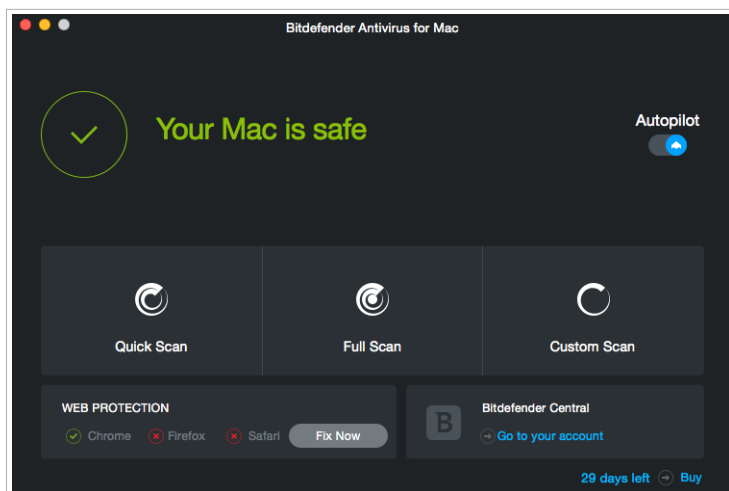 Bitdefender Antivirus for Mac
Your Mac is safe
Autopilot
Quick Scan
Full Scan
Custom Scan
WEB PROTECTION
Chrome
Firefox
Safari
Fix Now
B
Bitdefender Central
Go to your account
29 days left
Buy